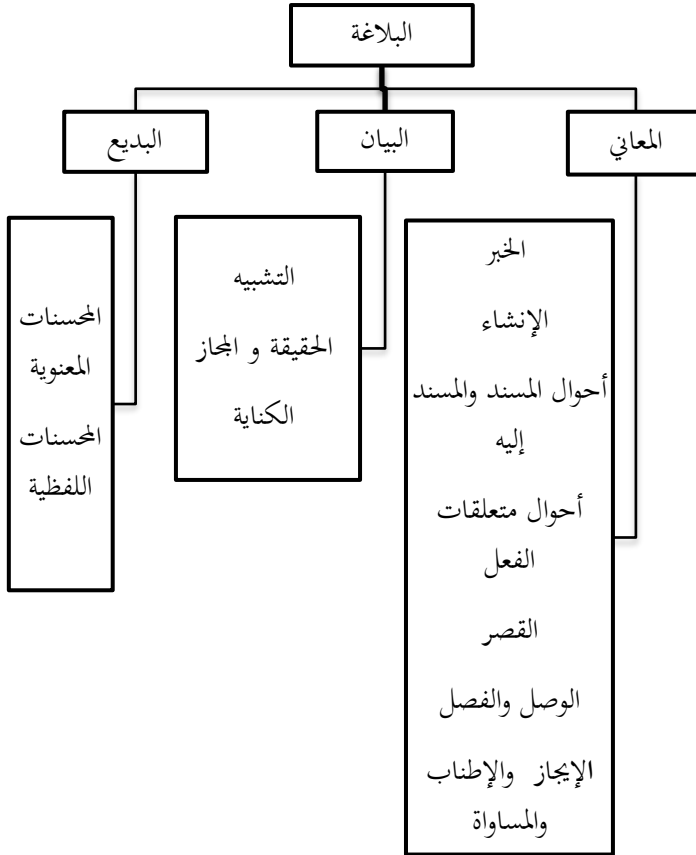 البلاغة
المعاني
البيان
البديع
الخبر
الإنشاء
أحوال المسند والمسند
إليه
أحوال متعلقات
الفعل
القصر
الوصل والفصل
الإيجاز والإطناب
والمساواة
التشبيه
الحقيقة و المجاز
الكناية
المحسنات
المعنوية
المحسنات
اللفظية